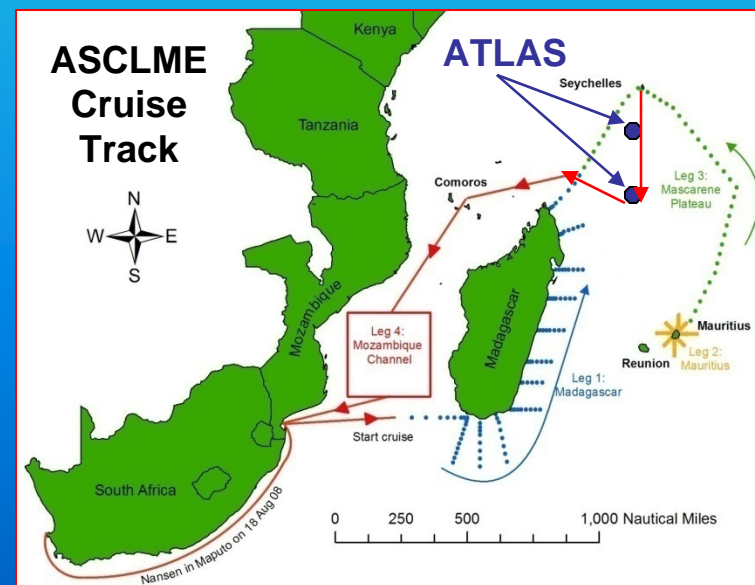 ASCLME
Cruise
Track
ATLAS
Kenya
Tanzania
Seychelles
Comoros
Leg 3:
Mascarene
Plateau
N
W E
S
Mozambique
Madagascar
Leg 4:
Mozambique
Channel
Mauritius
Reunion
Leg 2:
Mauritius
Leg 1:
Madagascar
Start cruise
South Africa
Nansen in Maputo on 18 Aug 08
0 250 500 1,000 Nautical Miles